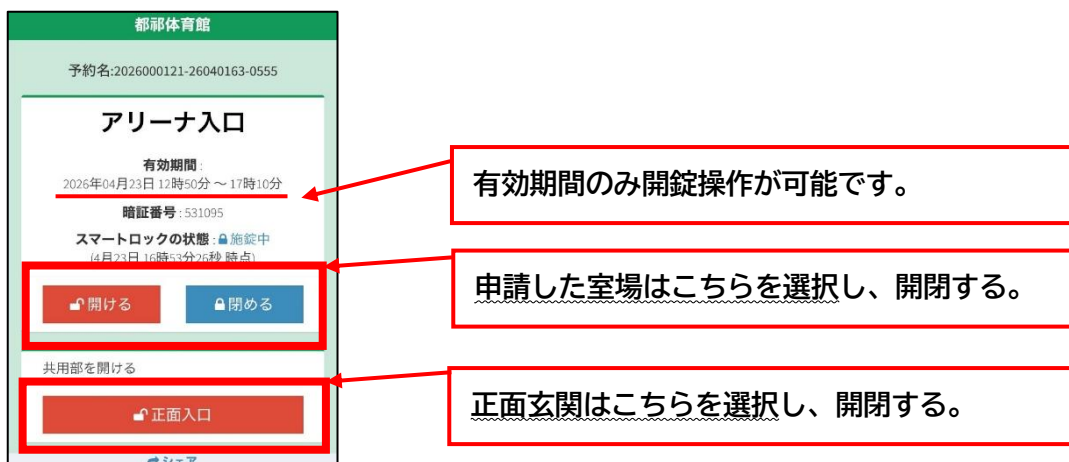 都祁体育館
予約名:2026000121-26040163-0555
アリーナ入口
有効期間:
2026年04月23日 12時50分 ～ 17時10分
暗証番号:531095
スマートロックの状態:施錠中
(4月23日 16時53分26秒 時点)
開ける 閉める
共用部を開ける
正面入口
シェア
有効期間のみ開錠操作が可能です。
申請した室場はこちらを選択し、開閉する。
正面玄関はこちらを選択し、開閉する。